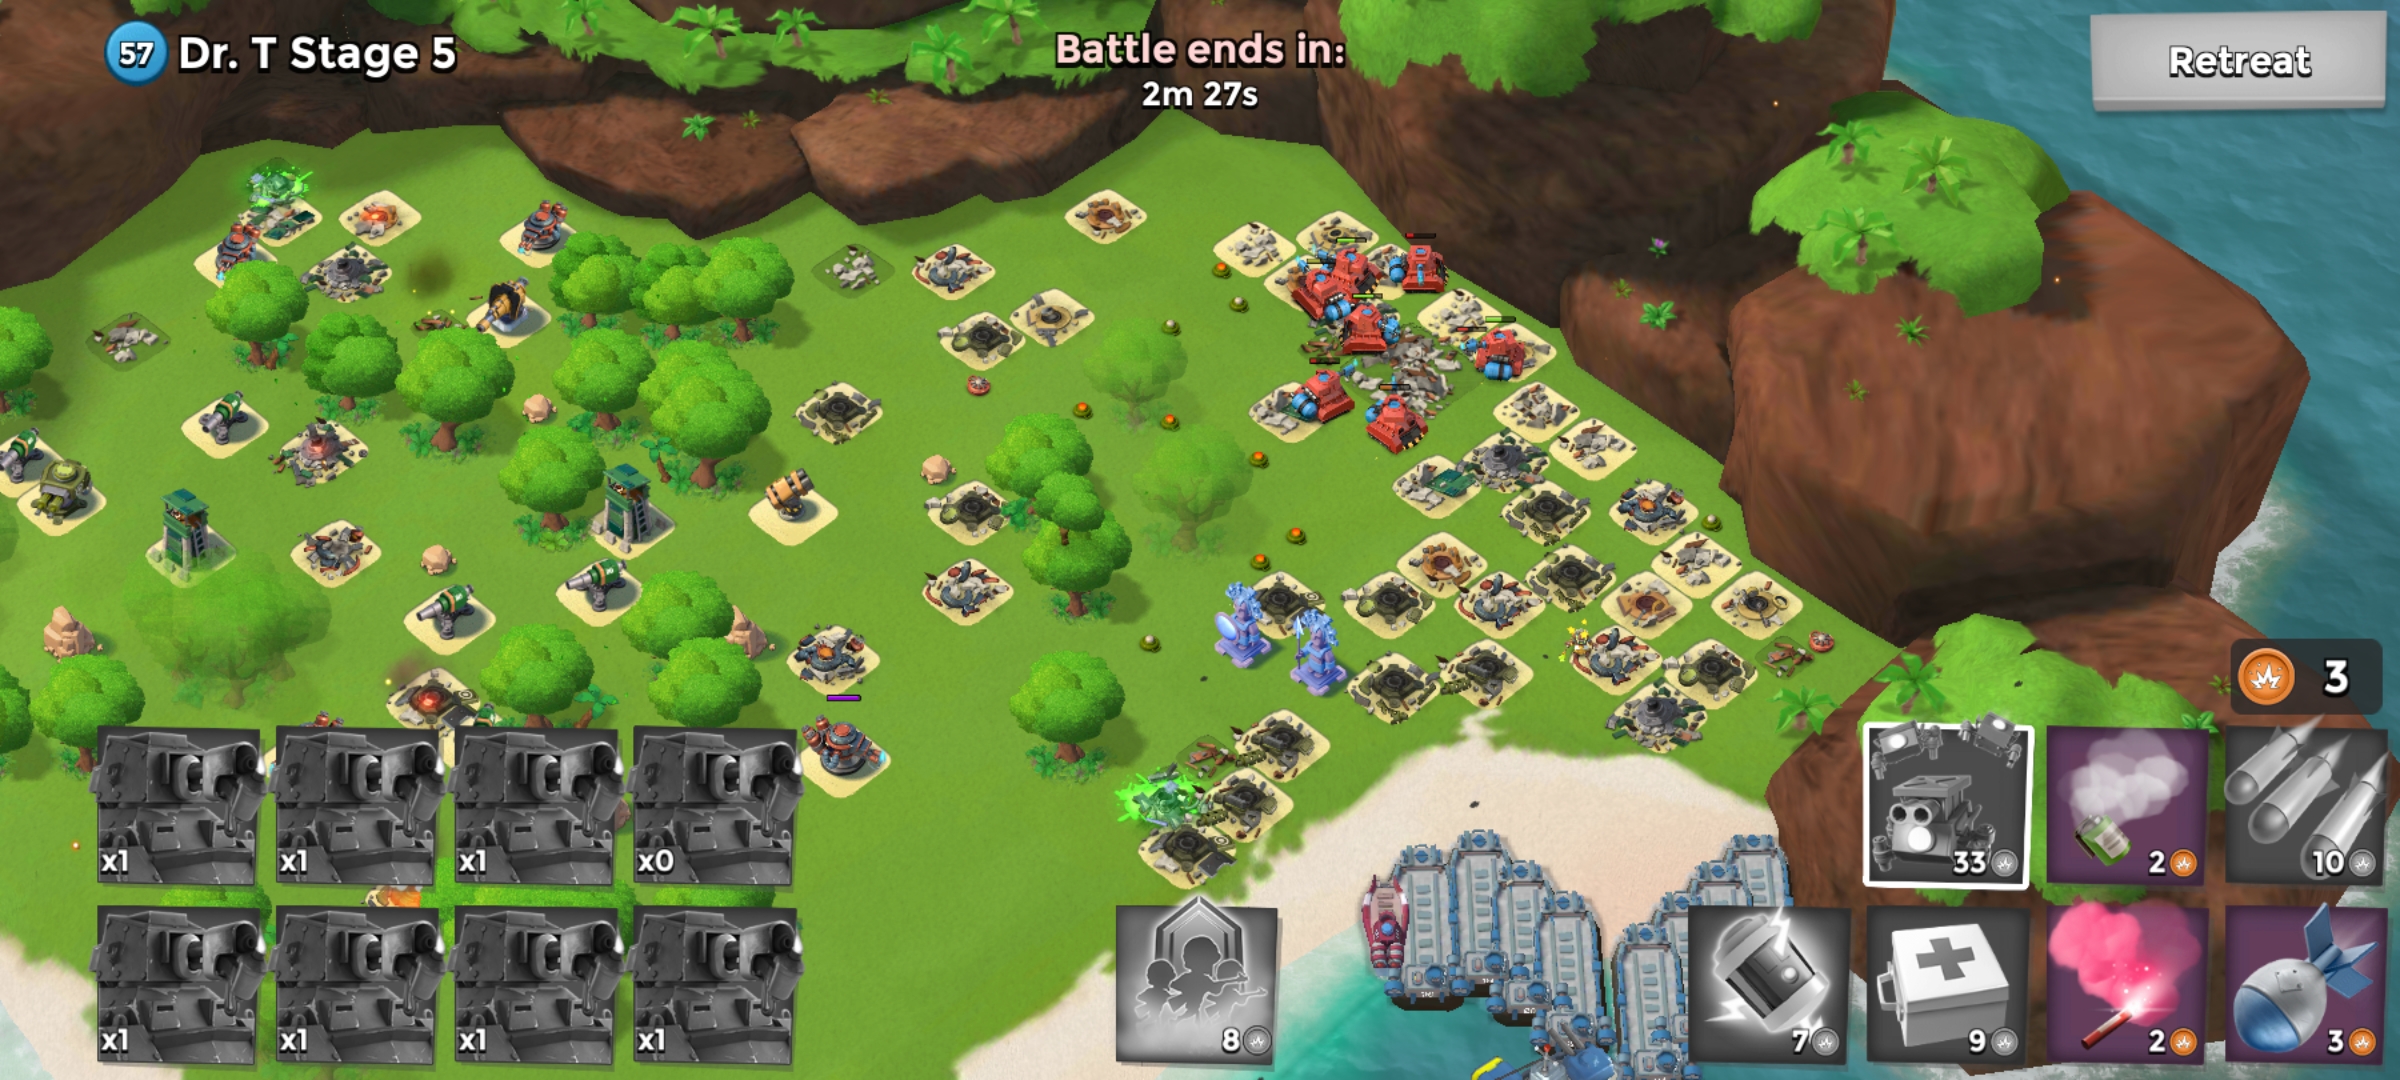 57 Dr. T Stage 5
Battle ends in:
2m 27s
Retreat
3
x1 x1 x1 x0
33 2 10
x1 x1 x1 x1
8 7 9 2 3